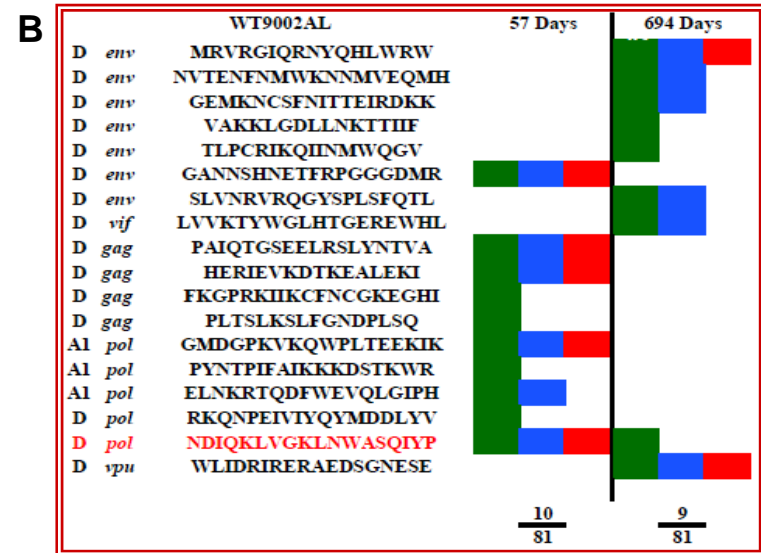 B
WT9002AL 57 Days 694 Days
D env MRVRGIQRNYQHLWRW
D env NVTENFNMWKNNMVEQMH
D env GEMKNCSFNITTEIRDKK
D env VAKKLGDLLNKTTIIF
D env TLPCRIKQIINMWQGV
D env GANNSHNETFRPGGGDMR
D env SLVNRVRQGYSPLSFQTL
D vif LVVKTYWGLHTGEREWHL
D gag PAIQTGSEELRSLYNTVA
D gag HERIEVKDTKEALEKI
D gag FKGPRKIIKCFNCGKEGHI
D gag PLTSLKSLFGNDPLSQ
A1 pol GMDGPKVKQWPLTEEKIK
A1 pol PYNTPIFAIKKKDSTKWR
A1 pol ELNKRTQDFWEVQLGIPH
D pol RKQNPEIVIYQYMDDLYV
D pol NDIQKLVGKLNWASQIYP
D vpu WLIDRIRERAEDSGNESE
10 9
81 81